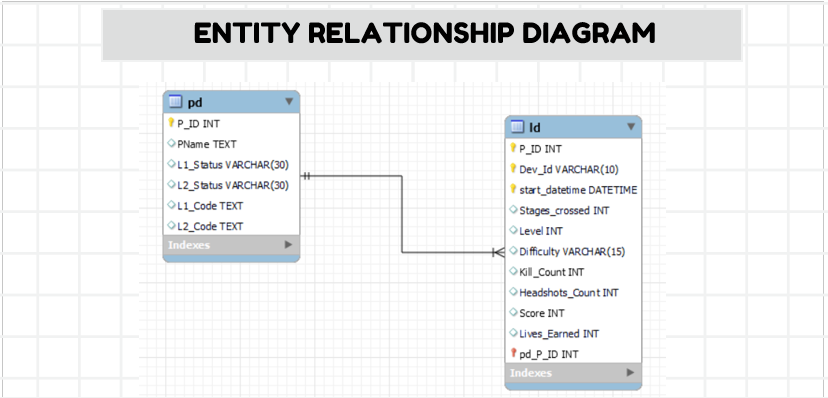 ENTITY RELATIONSHIP DIAGRAM
pd
P_ID INT
PName TEXT
L1_Status VARCHAR(30)
L2_Status VARCHAR(30)
L1_Code TEXT
L2_Code TEXT
Indexes
ld
P_ID INT
Dev_Id VARCHAR(10)
start_datetime DATETIME
Stages_crossed INT
Level INT
Difficulty VARCHAR(15)
Kill_Count INT
Headshots_Count INT
Score INT
Lives_Earned INT
pd_P_ID INT
Indexes